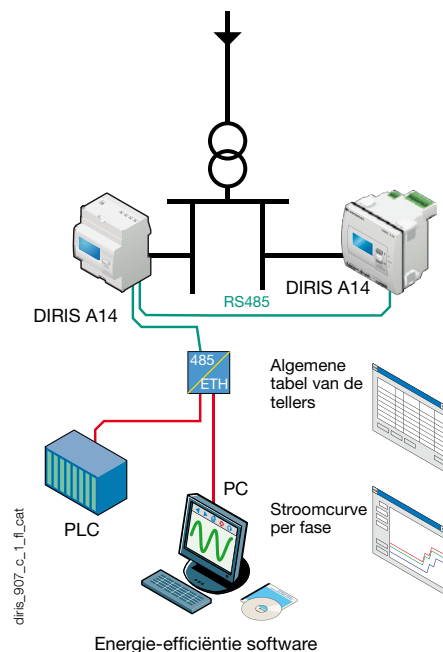 RS485
DIRIS A14
DIRIS A14
485
ETH
Algemene
tabel van de
tellers
PC
PLC
Stroomcurve
per fase
diris_907_c_1_fl_cat
Energie-efficiëntie software